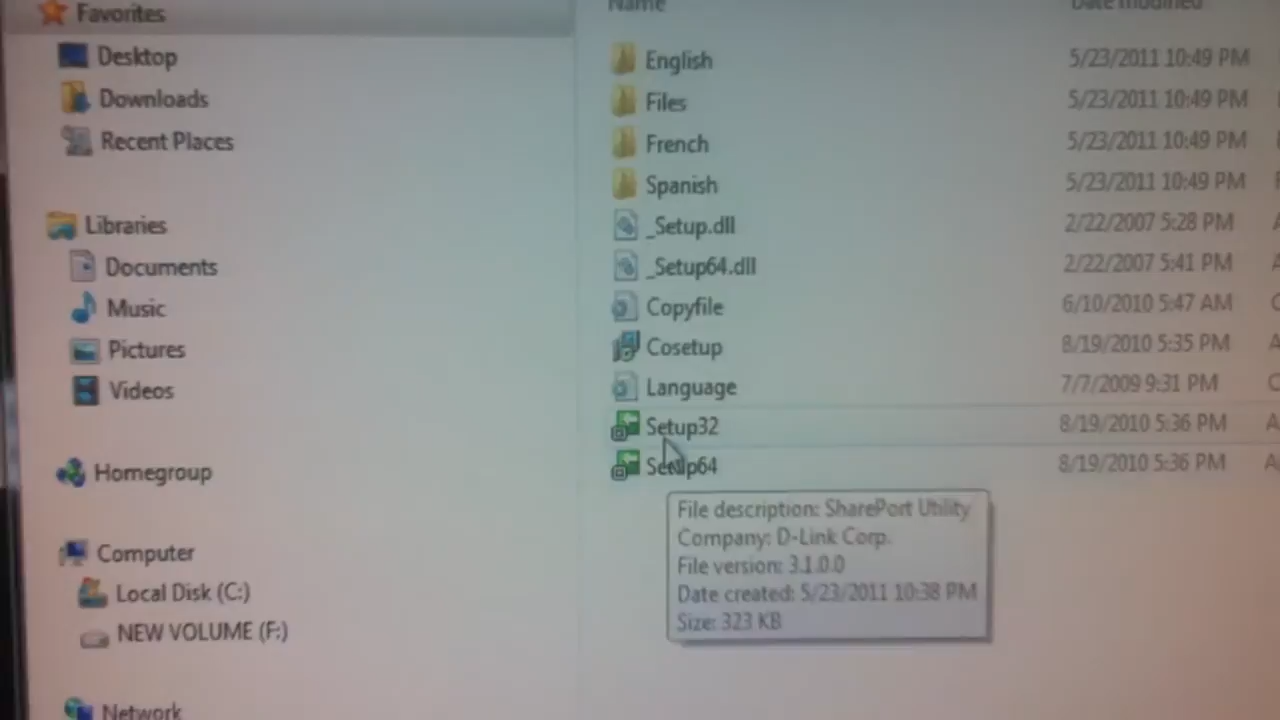 Favorites
Desktop
Downloads
Recent Places
Libraries
Documents
Music
Pictures
Videos
Homegroup
Computer
Local Disk (C:)
NEW VOLUME (F:)
Network
Name Date modified
English 5/23/2011 10:49 PM
Files 5/23/2011 10:49 PM
French 5/23/2011 10:49 PM
Spanish 5/23/2011 10:49 PM
_Setup.dll 2/22/2007 5:28 PM
_Setup64.dll 2/22/2007 5:41 PM
Copyfile 6/10/2010 5:47 AM
Cosetup 8/19/2010 5:35 PM
Language 7/7/2009 9:31 PM
Setup32 8/19/2010 5:36 PM
Setup64 8/19/2010 5:36 PM
File description: SharePort Utility
Company: D-Link Corp.
File version: 3.1.0.0
Date created: 5/23/2011 10:38 PM
Size: 323 KB